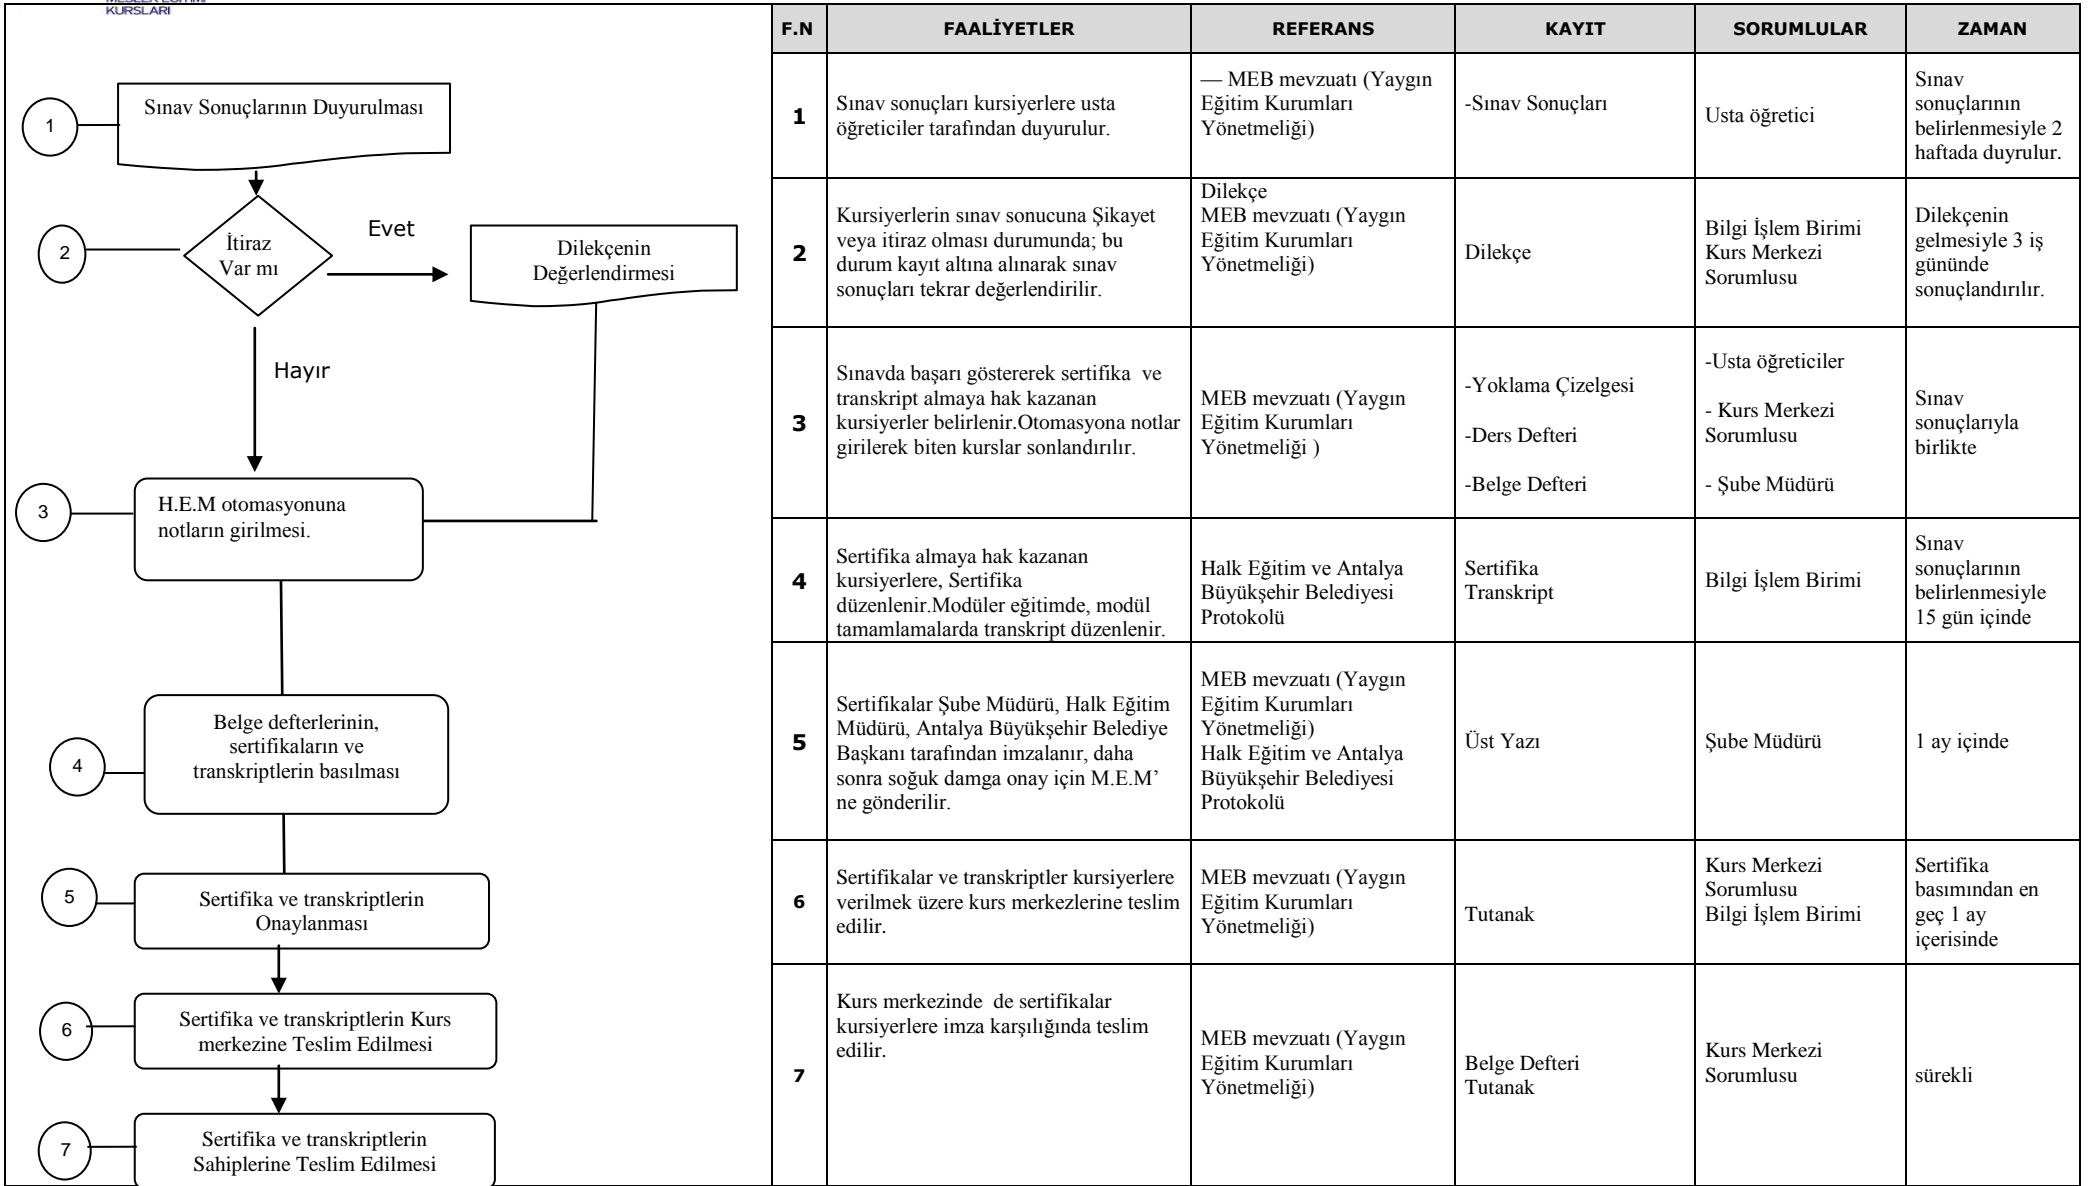 MESLEK EĞİTİMİ
KURSLARI
1
Sınav Sonuçlarının Duyurulması
2
İtiraz
Var mı
Evet
Dilekçenin
Değerlendirmesi
Hayır
3
H.E.M otomasyonuna
notların girilmesi.
4
Belge defterlerinin,
sertifikaların ve
transkriptlerin basılması
5
Sertifika ve transkriptlerin
Onaylanması
6
Sertifika ve transkriptlerin Kurs
merkezine Teslim Edilmesi
7
Sertifika ve transkriptlerin
Sahiplerine Teslim Edilmesi
F.N
FAALİYETLER
REFERANS
KAYIT
SORUMLULAR
ZAMAN
1
Sınav sonuçları kursiyerlere usta
öğreticiler tarafından duyurulur.
— MEB mevzuatı (Yaygın
Eğitim Kurumları
Yönetmeliği)
-Sınav Sonuçları
Usta öğretici
Sınav
sonuçlarının
belirlenmesiyle 2
haftada duyrulur.
2
Kursiyerlerin sınav sonucuna Şikayet
veya itiraz olması durumunda; bu
durum kayıt altına alınarak sınav
sonuçları tekrar değerlendirilir.
Dilekçe
MEB mevzuatı (Yaygın
Eğitim Kurumları
Yönetmeliği)
Dilekçe
Bilgi İşlem Birimi
Kurs Merkezi
Sorumlusu
Dilekçenin
gelmesiyle 3 iş
gününde
sonuçlandırılır.
3
Sınavda başarı göstererek sertifika  ve
transkript almaya hak kazanan
kursiyerler belirlenir.Otomasyona notlar
girilerek biten kurslar sonlandırılır.
MEB mevzuatı (Yaygın
Eğitim Kurumları
Yönetmeliği )
-Yoklama Çizelgesi
-Ders Defteri
-Belge Defteri
-Usta öğreticiler
- Kurs Merkezi
Sorumlusu
- Şube Müdürü
Sınav
sonuçlarıyla
birlikte
4
Sertifika almaya hak kazanan
kursiyerlere, Sertifika
düzenlenir.Modüler eğitimde, modül
tamamlamalarda transkript düzenlenir.
Halk Eğitim ve Antalya
Büyükşehir Belediyesi
Protokolü
Sertifika
Transkript
Bilgi İşlem Birimi
Sınav
sonuçlarının
belirlenmesiyle
15 gün içinde
5
Sertifikalar Şube Müdürü, Halk Eğitim
Müdürü, Antalya Büyükşehir Belediye
Başkanı tarafından imzalanır, daha
sonra soğuk damga onay için M.E.M’
ne gönderilir.
MEB mevzuatı (Yaygın
Eğitim Kurumları
Yönetmeliği)
Halk Eğitim ve Antalya
Büyükşehir Belediyesi
Protokolü
Üst Yazı
Şube Müdürü
1 ay içinde
6
Sertifikalar ve transkriptler kursiyerlere
verilmek üzere kurs merkezlerine teslim
edilir.
MEB mevzuatı (Yaygın
Eğitim Kurumları
Yönetmeliği)
Tutanak
Kurs Merkezi
Sorumlusu
Bilgi İşlem Birimi
Sertifika
basımından en
geç 1 ay
içerisinde
7
Kurs merkezinde  de sertifikalar
kursiyerlere imza karşılığında teslim
edilir.
MEB mevzuatı (Yaygın
Eğitim Kurumları
Yönetmeliği)
Belge Defteri
Tutanak
Kurs Merkezi
Sorumlusu
sürekli